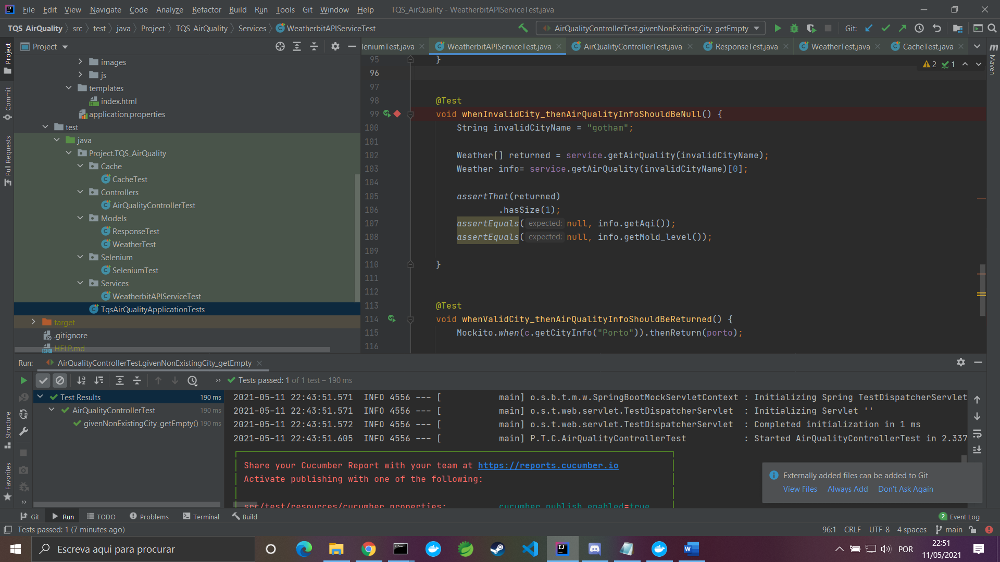 File Edit View Navigate Code Analyze Refactor Build Run Tools Git Window Help TQS_AirQuality - WeatherbitAPIServiceTest.java
TQS_AirQuality src test java Project TQS_AirQuality Services WeatherbitAPIServiceTest
AirQualityControllerTest.givenNonExistingCity_getEmpty Git:
Project
Commit
Pull Requests
Structure
Favorites
Maven
Project
leniumTest.java WeatherbitAPIServiceTest.java AirQualityControllerTest.java ResponseTest.java WeatherTest.java CacheTest.java
images
js
templates
index.html
application.properties
test
java
Project.TQS_AirQuality
Cache
CacheTest
Controllers
AirQualityControllerTest
Models
ResponseTest
WeatherTest
Selenium
SeleniumTest
Services
WeatherbitAPIServiceTest
TqsAirQualityApplicationTests
target
.gitignore
HELP.md
2 1
95 }
96
97
98 @Test
99 void whenInvalidCity_thenAirQualityInfoShouldBeNull() {
100 String invalidCityName = "gotham";
101
102 Weather[] returned = service.getAirQuality(invalidCityName);
103 Weather info= service.getAirQuality(invalidCityName)[0];
104
105 assertThat(returned)
106 .hasSize(1);
107 assertEquals( expected: null, info.getAqi());
108 assertEquals( expected: null, info.getMold_level());
109
110 }
111
112
113 @Test
114 void whenValidCity_thenAirQualityInfoShouldBeReturned() {
115 Mockito.when(c.getCityInfo("Porto")).thenReturn(porto);
116
Run: AirQualityControllerTest.givenNonExistingCity_getEmpty
Tests passed: 1 of 1 test – 190 ms
Test Results 190 ms
AirQualityControllerTest 190 ms
givenNonExistingCity_getEmpty() 190 ms
2021-05-11 22:43:51.571 INFO 4556 --- [ main] o.s.b.t.m.w.SpringBootMockServletContext : Initializing Spring TestDispatcherServlet
2021-05-11 22:43:51.571 INFO 4556 --- [ main] o.s.t.web.servlet.TestDispatcherServlet : Initializing Servlet ''
2021-05-11 22:43:51.572 INFO 4556 --- [ main] o.s.t.web.servlet.TestDispatcherServlet : Completed initialization in 1 ms
2021-05-11 22:43:51.605 INFO 4556 --- [ main] P.T.C.AirQualityControllerTest : Started AirQualityControllerTest in 2.337
Share your Cucumber Report with your team at https://reports.cucumber.io
Activate publishing with one of the following:
src/test/resources/cucumber.properties: cucumber.publish.enabled=true
Externally added files can be added to Git
View Files Always Add Don't Ask Again
Git Run TODO Problems Terminal Build 2 Event Log
Tests passed: 1 (7 minutes ago) 96:1 CRLF UTF-8 4 spaces main
Escreva aqui para procurar
POR
22:51
11/05/2021